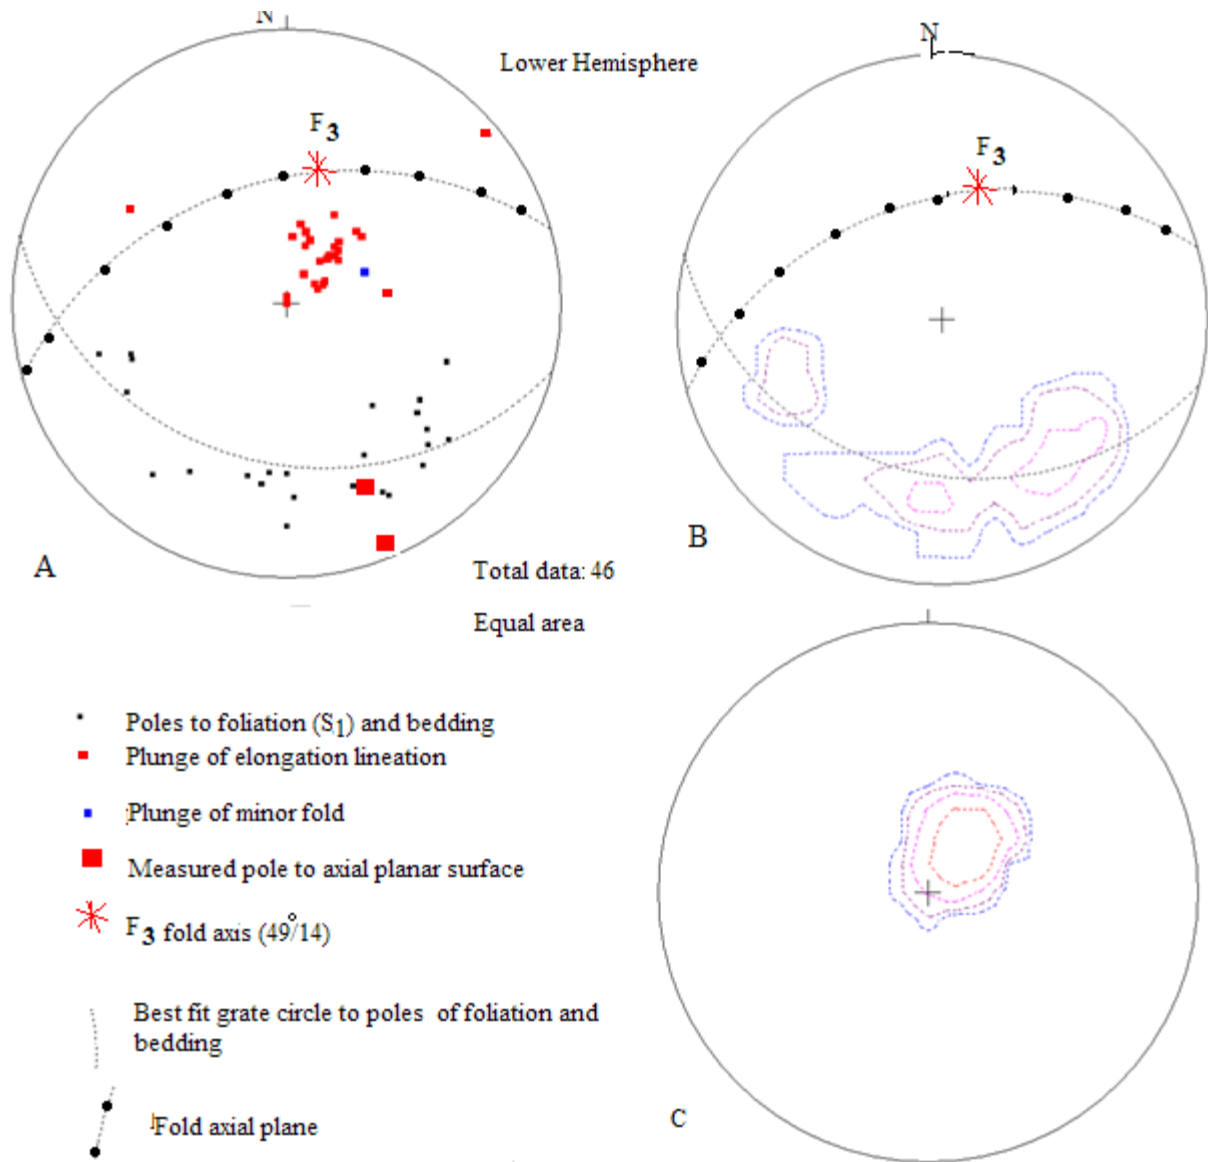 N
Lower Hemisphere
N
F3
F3
A
B
Total data: 46
Equal area
Poles to foliation (S1) and bedding
Plunge of elongation lineation
Plunge of minor fold
Measured pole to axial planar surface
F3 fold axis (49°/14)
Best fit grate circle to poles of foliation and
bedding
Fold axial plane
C